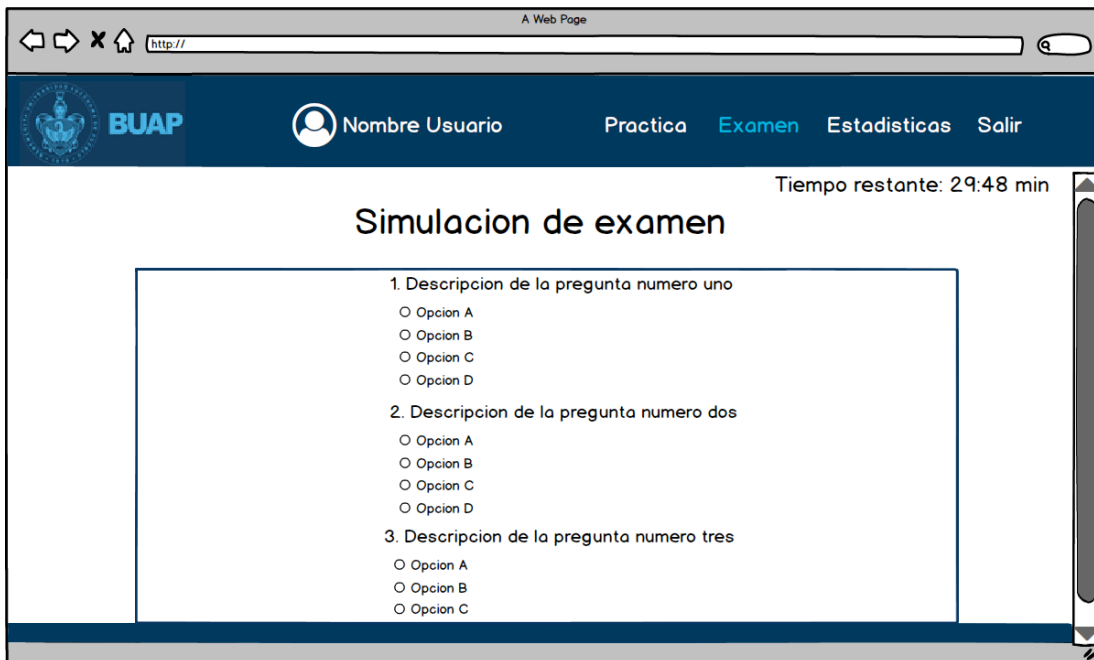 A Web Page
http://
BUAP
Nombre Usuario
Practica
Examen
Estadisticas
Salir
Tiempo restante: 29:48 min
Simulacion de examen
1. Descripcion de la pregunta numero uno
Opcion A
Opcion B
Opcion C
Opcion D
2. Descripcion de la pregunta numero dos
Opcion A
Opcion B
Opcion C
Opcion D
3. Descripcion de la pregunta numero tres
Opcion A
Opcion B
Opcion C